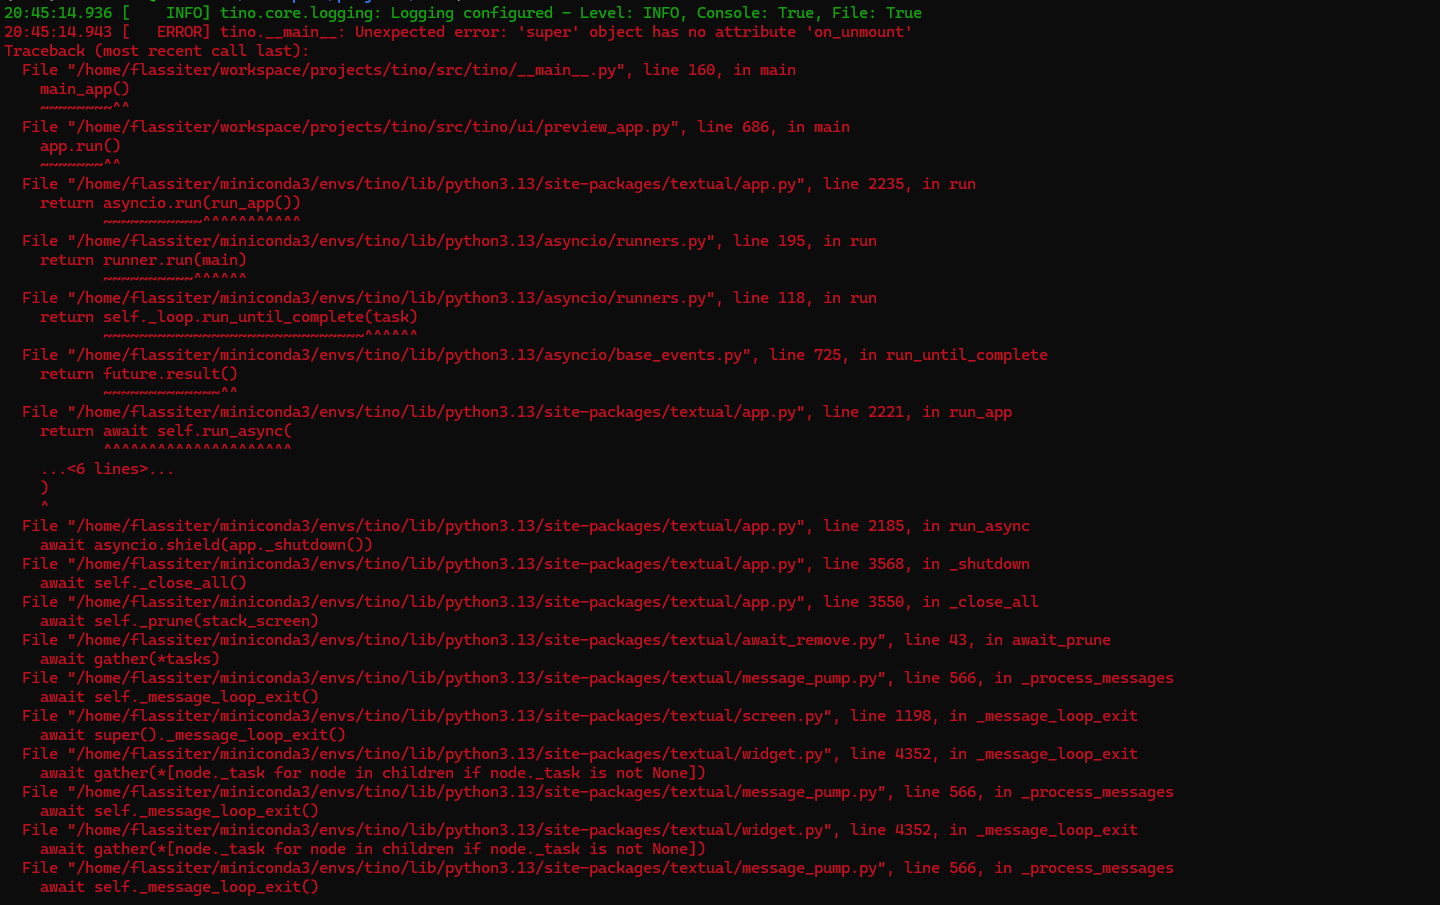 20:45:14.936 [    INFO] tino.core.logging: Logging configured - Level: INFO, Console: True, File: True
20:45:14.943 [   ERROR] tino.__main__: Unexpected error: 'super' object has no attribute 'on_unmount'
Traceback (most recent call last):
  File "/home/flassiter/workspace/projects/tino/src/tino/__main__.py", line 160, in main
    main_app()
    ~~~~~~~~^^
  File "/home/flassiter/workspace/projects/tino/src/tino/ui/preview_app.py", line 686, in main
    app.run()
    ~~~~~~~^^
  File "/home/flassiter/miniconda3/envs/tino/lib/python3.13/site-packages/textual/app.py", line 2235, in run
    return asyncio.run(run_app())
           ~~~~~~~~~~~^^^^^^^^^^^
  File "/home/flassiter/miniconda3/envs/tino/lib/python3.13/asyncio/runners.py", line 195, in run
    return runner.run(main)
           ~~~~~~~~~~^^^^^^
  File "/home/flassiter/miniconda3/envs/tino/lib/python3.13/asyncio/runners.py", line 118, in run
    return self._loop.run_until_complete(task)
           ~~~~~~~~~~~~~~~~~~~~~~~~~~~~~^^^^^^
  File "/home/flassiter/miniconda3/envs/tino/lib/python3.13/asyncio/base_events.py", line 725, in run_until_complete
    return future.result()
           ~~~~~~~~~~~~~^^
  File "/home/flassiter/miniconda3/envs/tino/lib/python3.13/site-packages/textual/app.py", line 2221, in run_app
    return await self.run_async(
           ^^^^^^^^^^^^^^^^^^^^^
    ...<6 lines>...
    )
    ^
  File "/home/flassiter/miniconda3/envs/tino/lib/python3.13/site-packages/textual/app.py", line 2185, in run_async
    await asyncio.shield(app._shutdown())
  File "/home/flassiter/miniconda3/envs/tino/lib/python3.13/site-packages/textual/app.py", line 3568, in _shutdown
    await self._close_all()
  File "/home/flassiter/miniconda3/envs/tino/lib/python3.13/site-packages/textual/app.py", line 3550, in _close_all
    await self._prune(stack_screen)
  File "/home/flassiter/miniconda3/envs/tino/lib/python3.13/site-packages/textual/await_remove.py", line 43, in await_prune
    await gather(*tasks)
  File "/home/flassiter/miniconda3/envs/tino/lib/python3.13/site-packages/textual/message_pump.py", line 566, in _process_messages
    await self._message_loop_exit()
  File "/home/flassiter/miniconda3/envs/tino/lib/python3.13/site-packages/textual/screen.py", line 1198, in _message_loop_exit
    await super()._message_loop_exit()
  File "/home/flassiter/miniconda3/envs/tino/lib/python3.13/site-packages/textual/widget.py", line 4352, in _message_loop_exit
    await gather(*[node._task for node in children if node._task is not None])
  File "/home/flassiter/miniconda3/envs/tino/lib/python3.13/site-packages/textual/message_pump.py", line 566, in _process_messages
    await self._message_loop_exit()
  File "/home/flassiter/miniconda3/envs/tino/lib/python3.13/site-packages/textual/widget.py", line 4352, in _message_loop_exit
    await gather(*[node._task for node in children if node._task is not None])
  File "/home/flassiter/miniconda3/envs/tino/lib/python3.13/site-packages/textual/message_pump.py", line 566, in _process_messages
    await self._message_loop_exit()